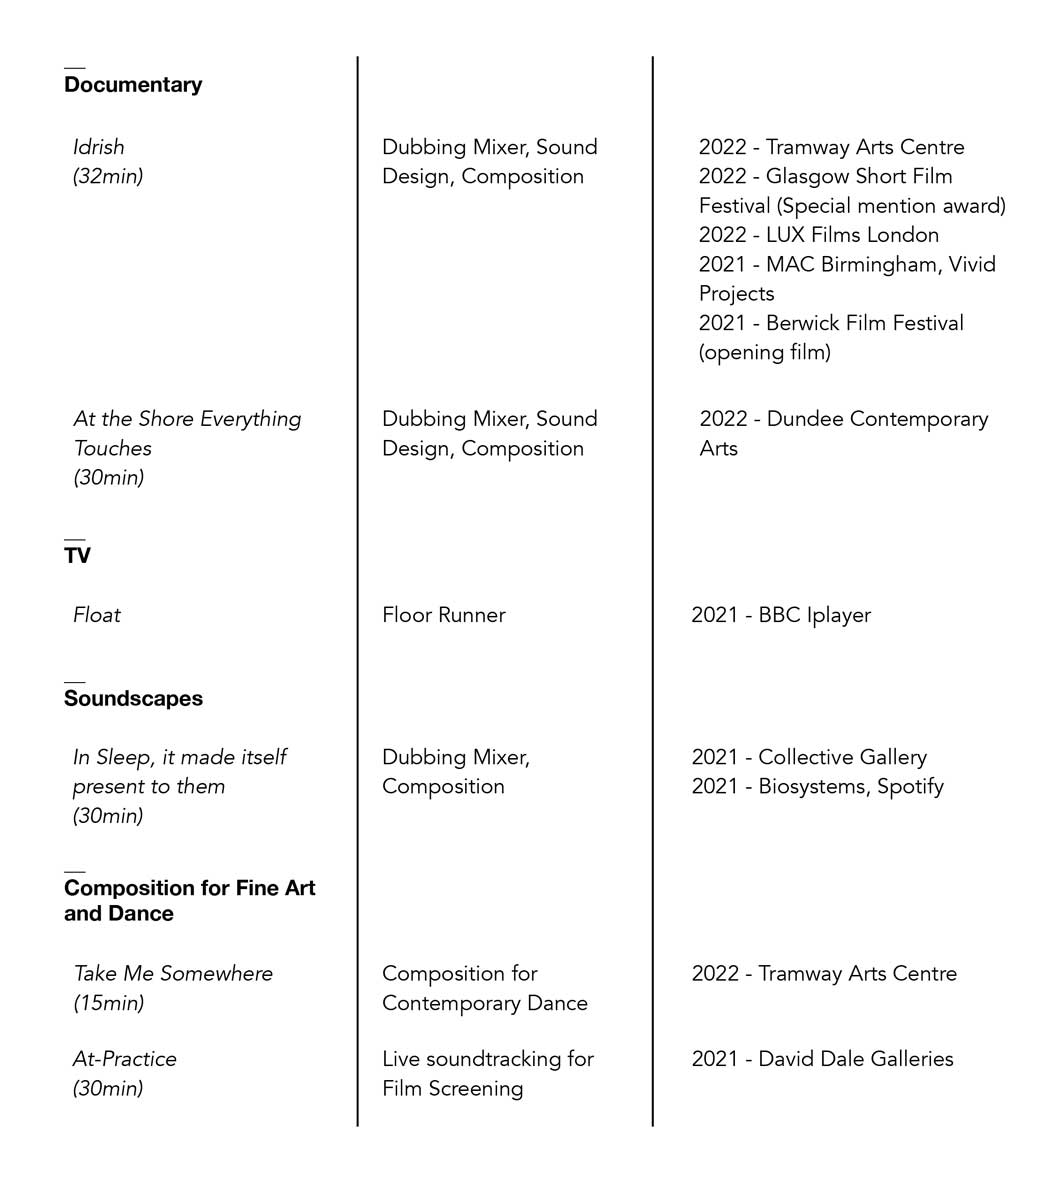 Documentary
Idrish
(32min)
Dubbing Mixer, Sound
Design, Composition
2022 - Tramway Arts Centre
2022 - Glasgow Short Film
Festival (Special mention award)
2022 - LUX Films London
2021 - MAC Birmingham, Vivid
Projects
2021 - Berwick Film Festival
(opening film)
At the Shore Everything
Touches
(30min)
Dubbing Mixer, Sound
Design, Composition
2022 - Dundee Contemporary
Arts
TV
Float
Floor Runner
2021 - BBC Iplayer
Soundscapes
In Sleep, it made itself
present to them
(30min)
Dubbing Mixer,
Composition
2021 - Collective Gallery
2021 - Biosystems, Spotify
Composition for Fine Art
and Dance
Take Me Somewhere
(15min)
Composition for
Contemporary Dance
2022 - Tramway Arts Centre
At-Practice
(30min)
Live soundtracking for
Film Screening
2021 - David Dale Galleries